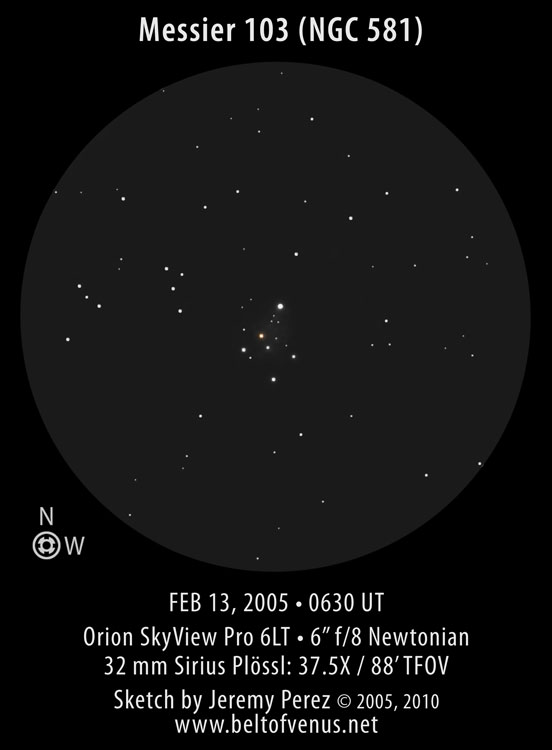 Messier 103 (NGC 581)
N
W
FEB 13, 2005 • 0630 UT
Orion SkyView Pro 6LT • 6” f/8 Newtonian
32 mm Sirius Plössl: 37.5X / 88’ TFOV
Sketch by Jeremy Perez © 2005, 2010
www.beltofvenus.net